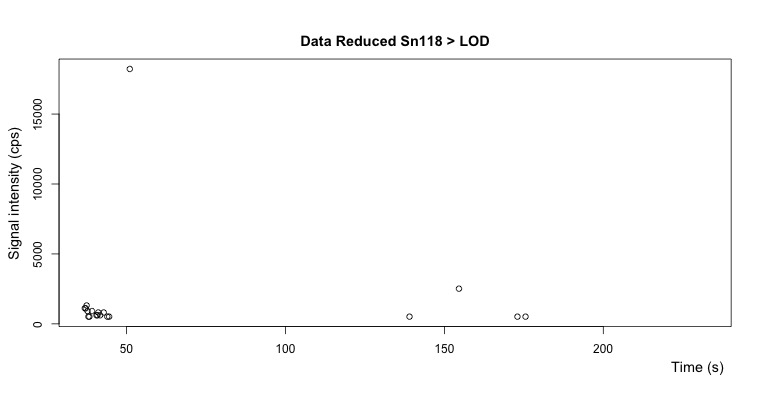 Data Reduced Sn118 > LOD
Signal intensity (cps)
15000
10000
5000
0
50 100 150 200
Time (s)